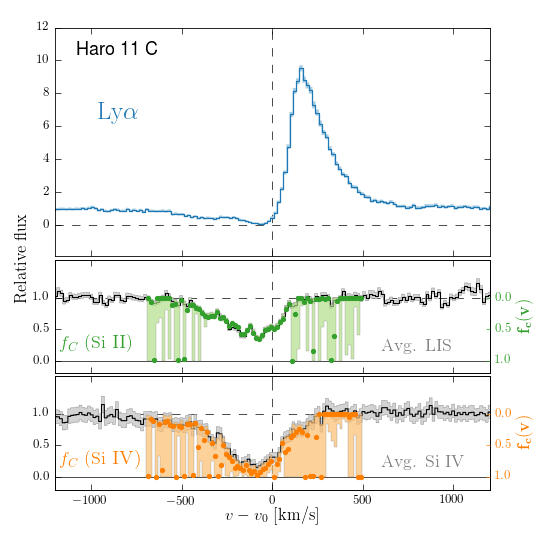 Haro 11 C
Lyα
12
10
8
6
4
2
0
Relative flux
1.0
0.5
0.0
f_C (Si II)
Avg. LIS
0.0
0.5
1.0
f_c(v)
1.0
0.5
0.0
f_C (Si IV)
Avg. Si IV
0.0
0.5
1.0
f_c(v)
−1000 −500 0 500 1000
v − v_0 [km/s]